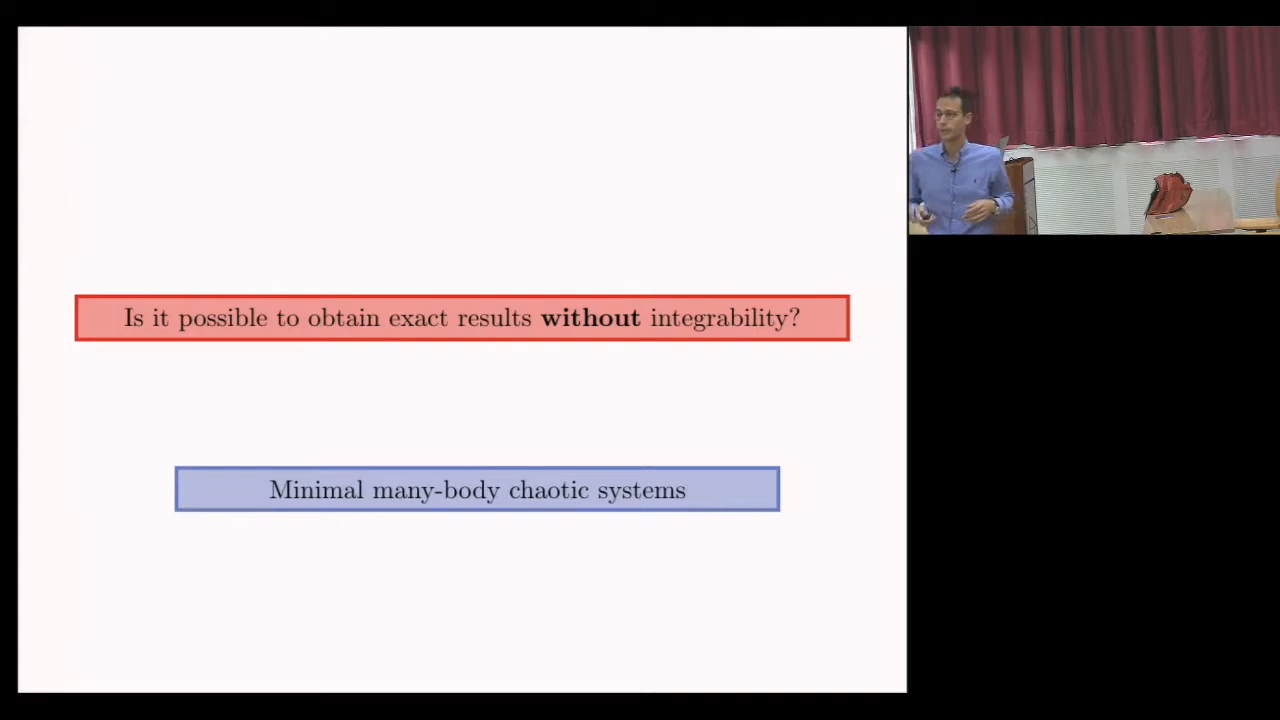 Is it possible to obtain exact results without integrability?
Minimal many-body chaotic systems